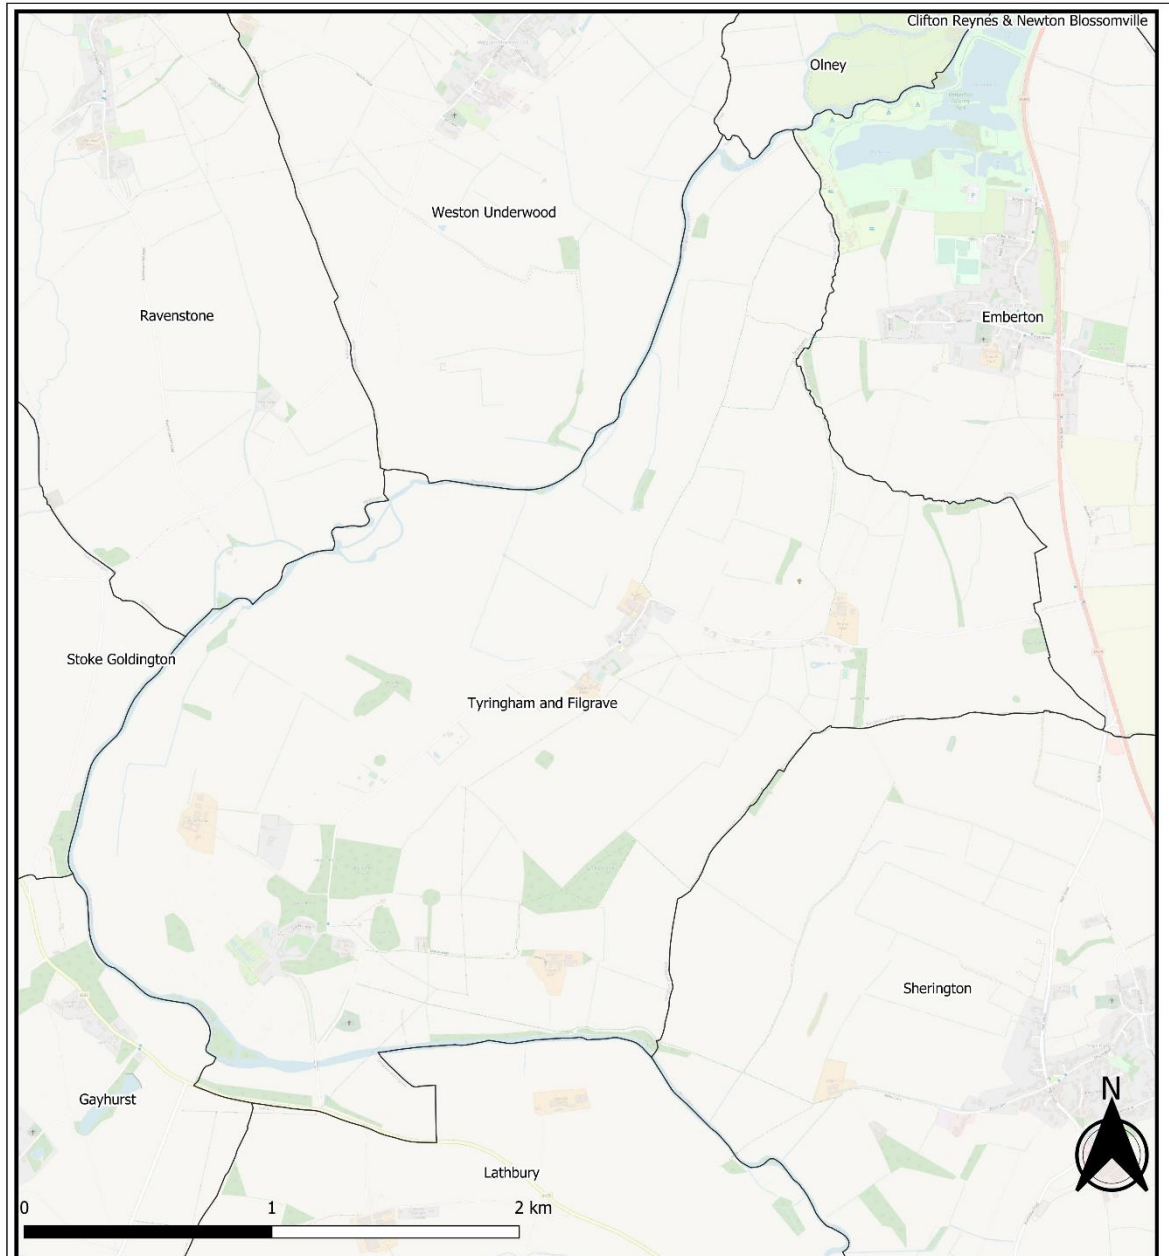 Clifton Reynes & Newton Blossomville
Olney
Weston Underwood
Ravenstone
Emberton
Stoke Goldington
Tyringham and Filgrave
Sherington
Gayhurst
Lathbury
N
0 1 2 km